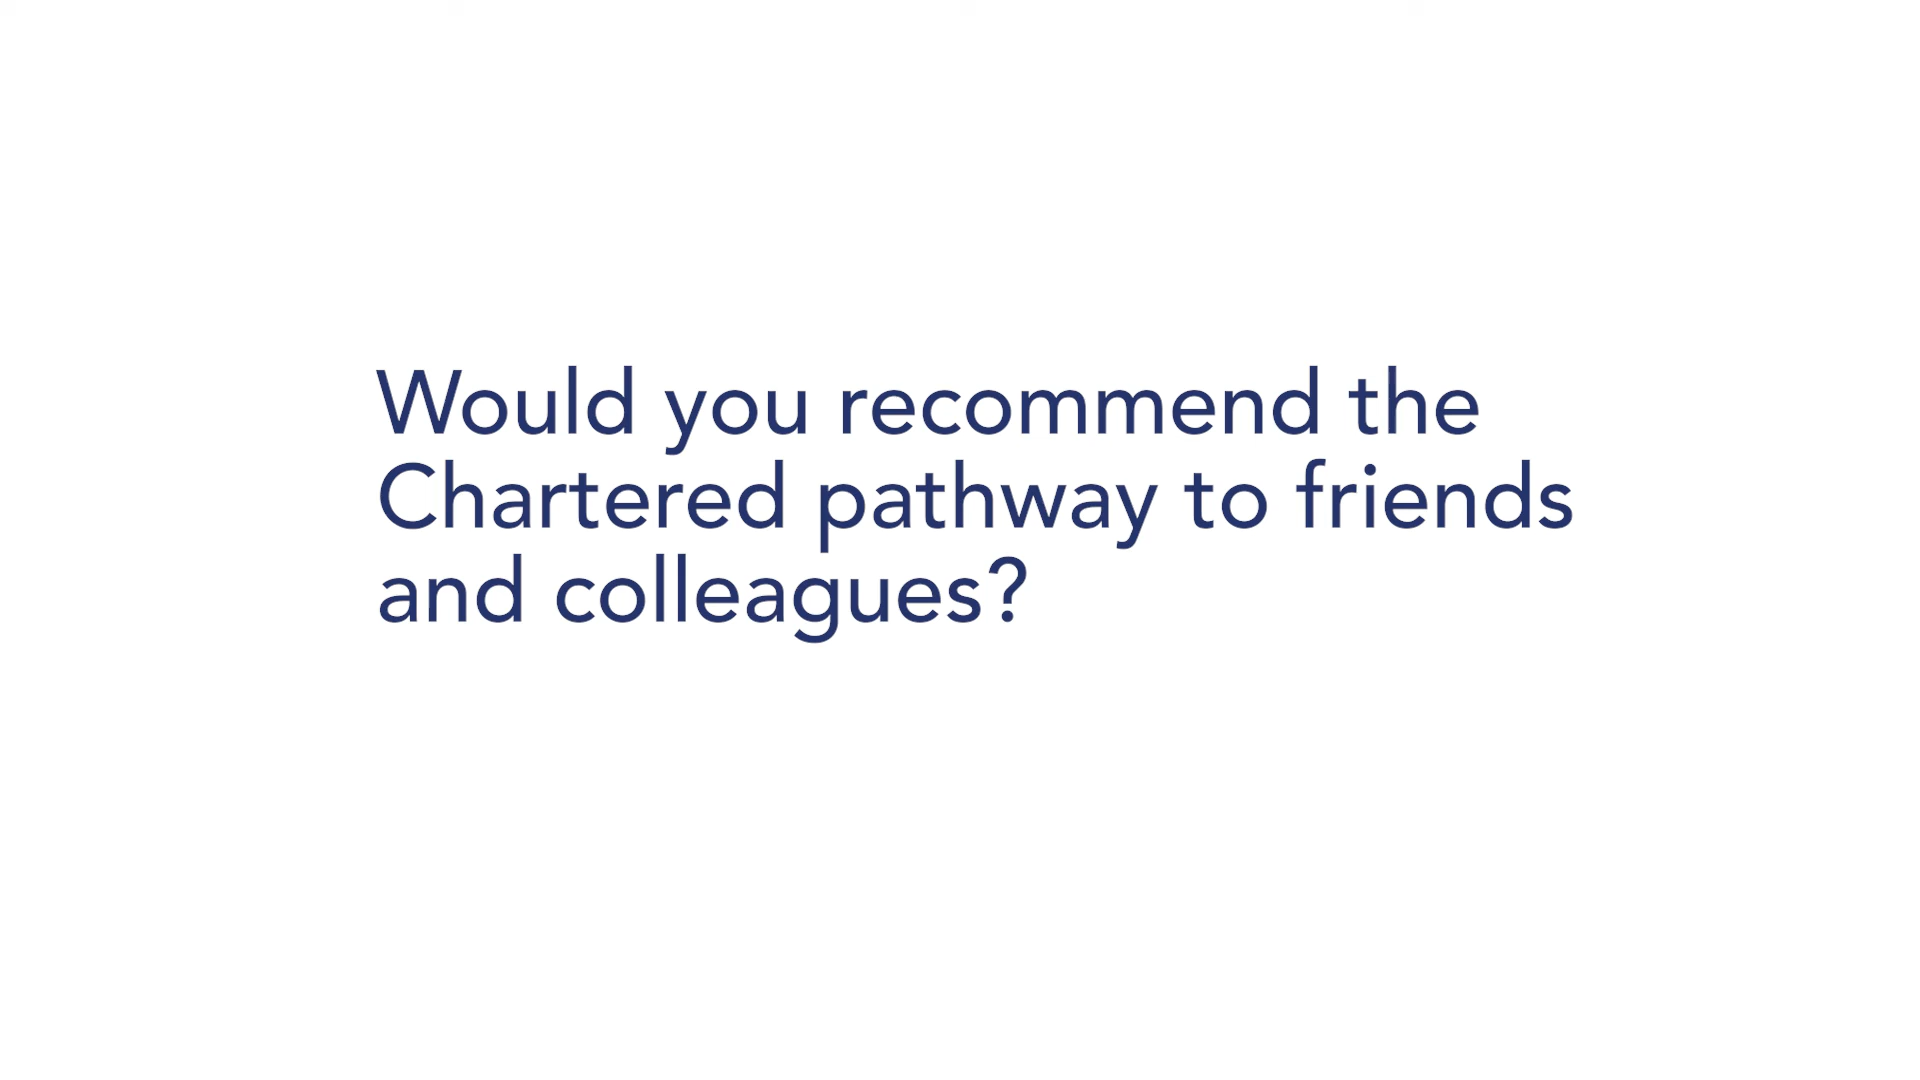 Would you recommend the
Chartered pathway to friends
and colleagues?